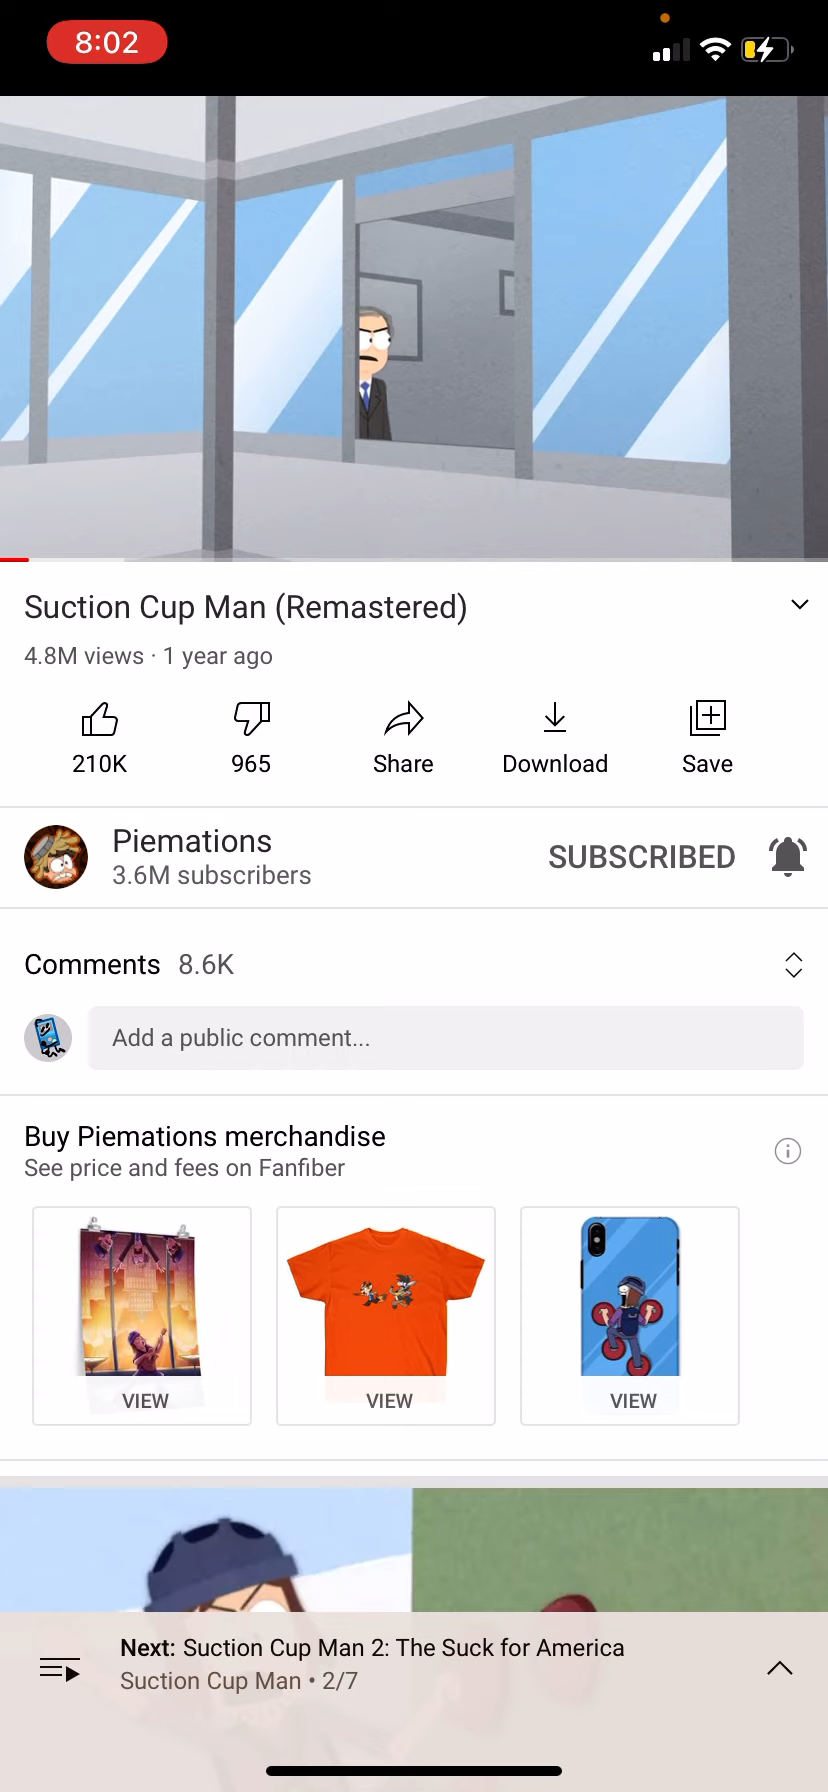 8:02
Suction Cup Man (Remastered)
4.8M views · 1 year ago
210K
965
Share
Download
Save
Piemations
3.6M subscribers
SUBSCRIBED
Comments 8.6K
Add a public comment...
Buy Piemations merchandise
See price and fees on Fanfiber
VIEW
VIEW
VIEW
Next: Suction Cup Man 2: The Suck for America
Suction Cup Man • 2/7